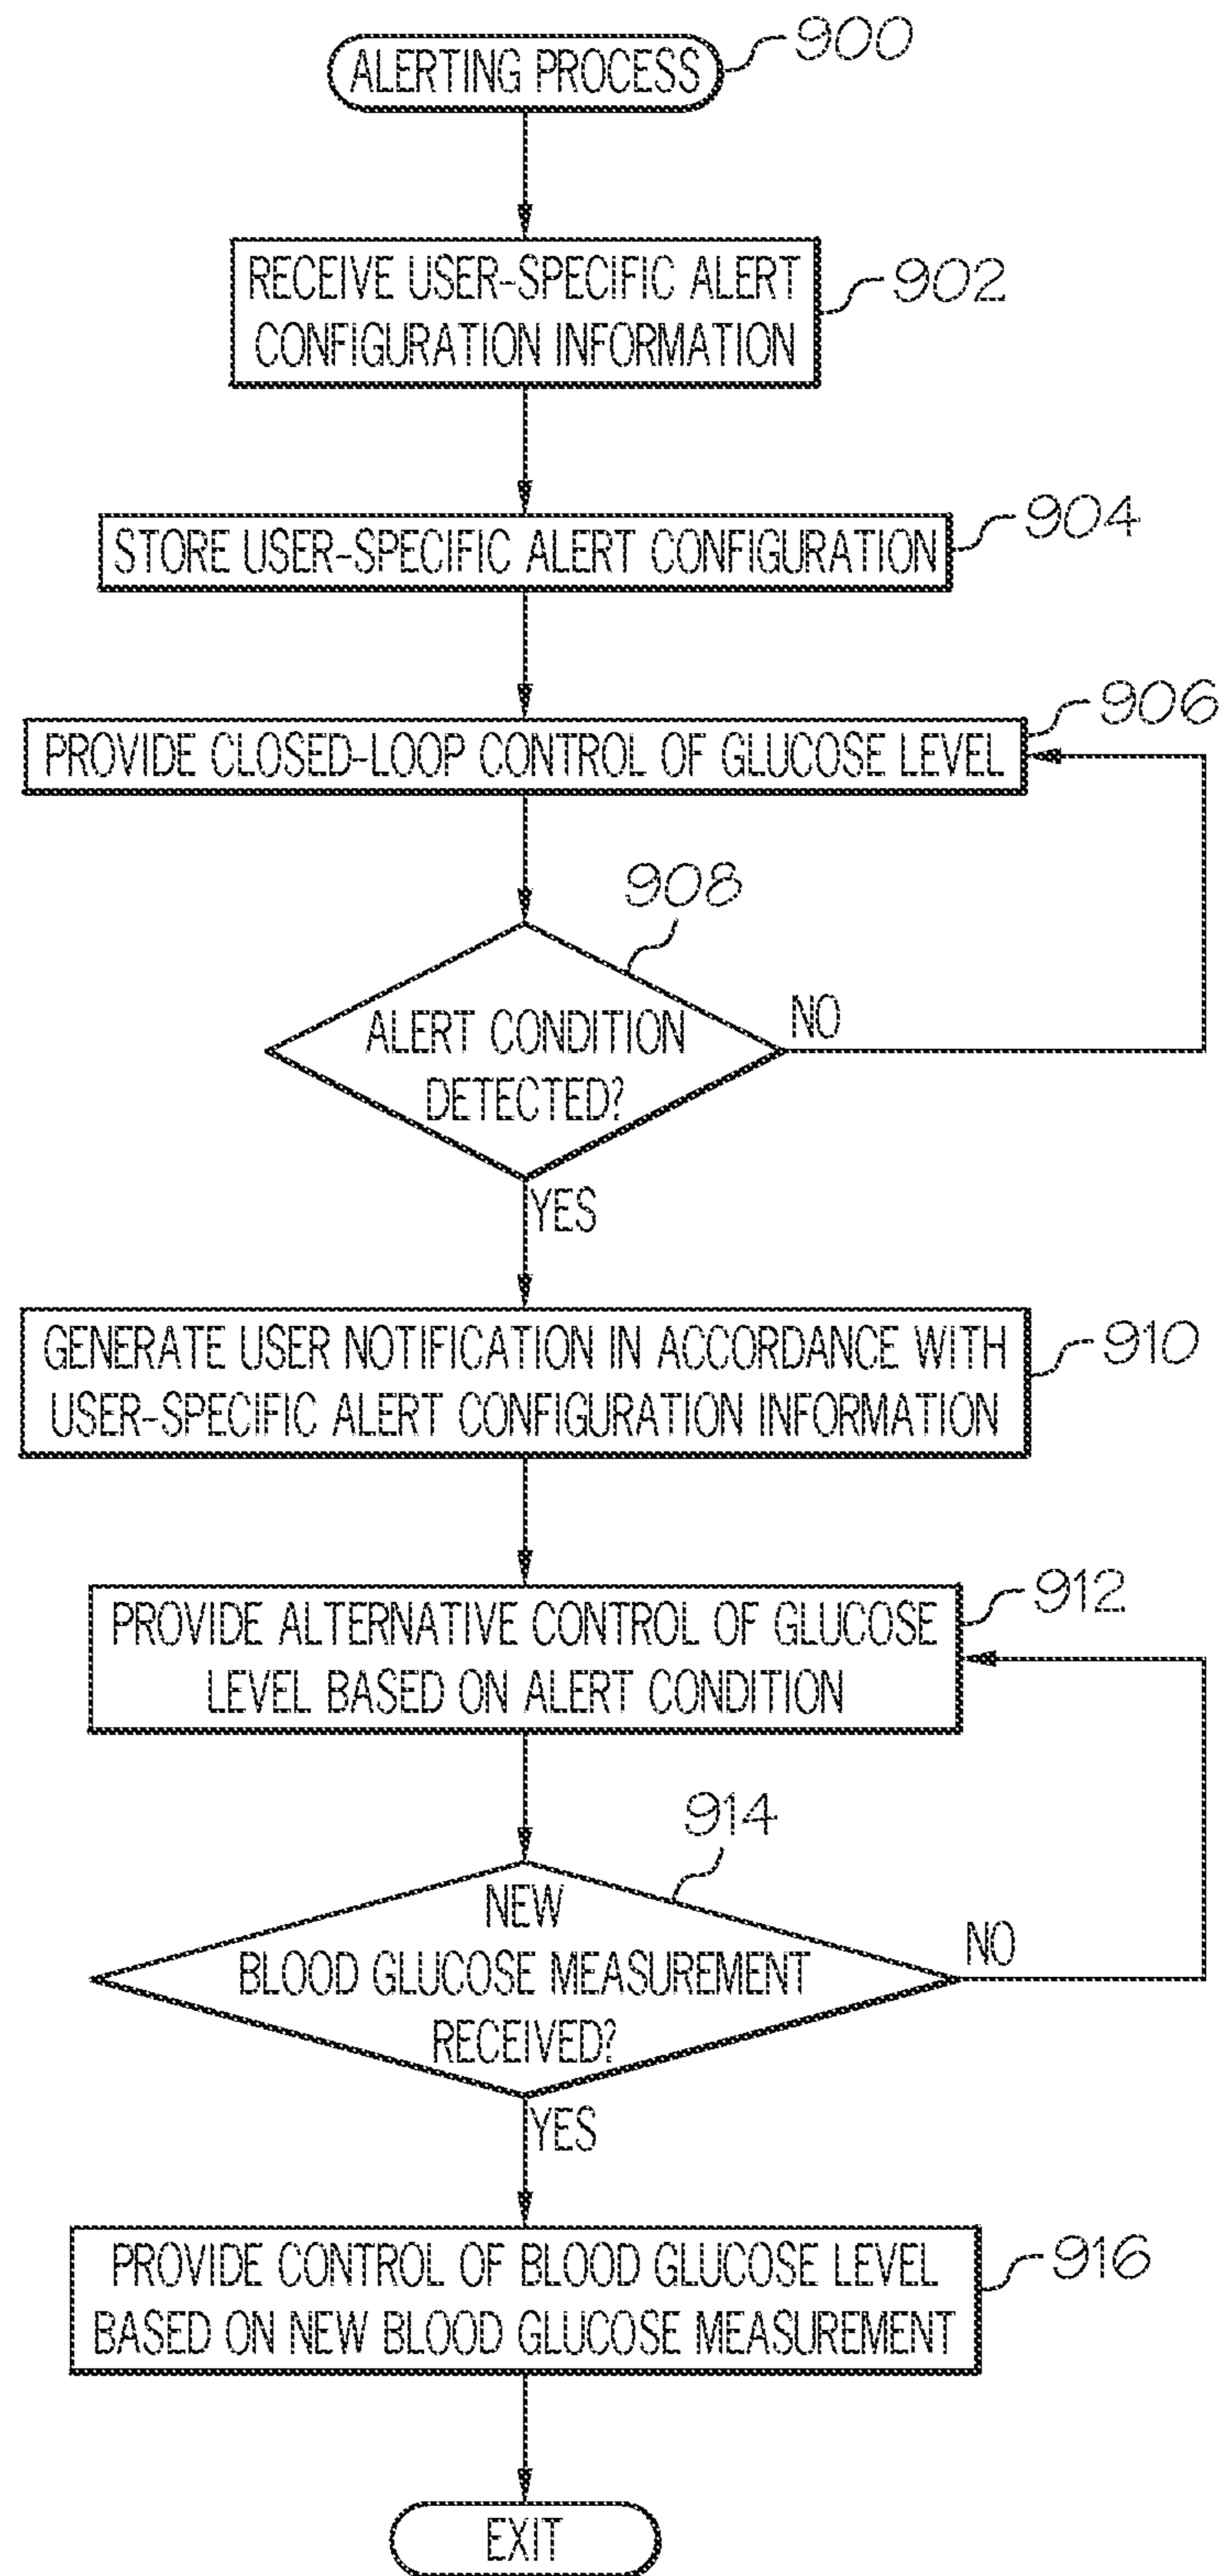 ALERTING PROCESS
900
RECEIVE USER-SPECIFIC ALERT
CONFIGURATION INFORMATION
902
STORE USER-SPECIFIC ALERT CONFIGURATION
904
PROVIDE CLOSED-LOOP CONTROL OF GLUCOSE LEVEL
906
908
ALERT CONDITION
DETECTED?
NO
YES
GENERATE USER NOTIFICATION IN ACCORDANCE WITH
USER-SPECIFIC ALERT CONFIGURATION INFORMATION
910
PROVIDE ALTERNATIVE CONTROL OF GLUCOSE
LEVEL BASED ON ALERT CONDITION
912
914
NEW
BLOOD GLUCOSE MEASUREMENT
RECEIVED?
NO
YES
PROVIDE CONTROL OF BLOOD GLUCOSE LEVEL
BASED ON NEW BLOOD GLUCOSE MEASUREMENT
916
EXIT